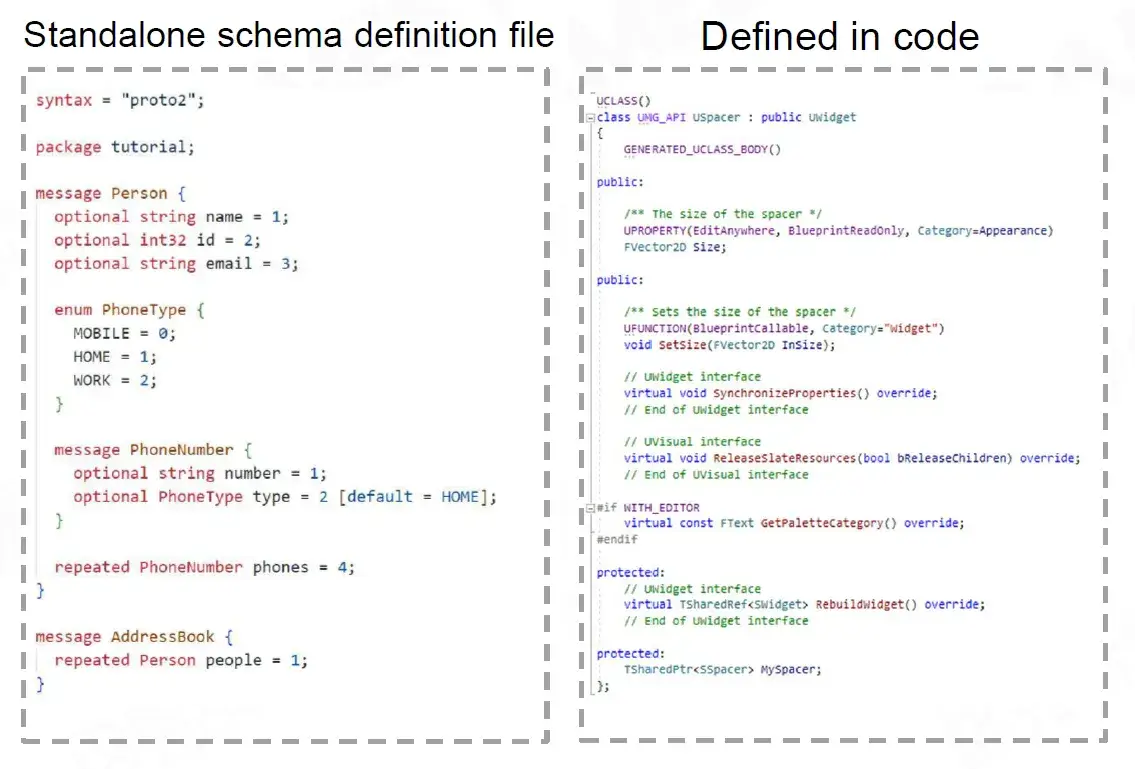 Standalone schema definition file
syntax = "proto2";
package tutorial;
message Person {
optional string name = 1;
optional int32 id = 2;
optional string email = 3;
enum PhoneType {
MOBILE = 0;
HOME = 1;
WORK = 2;
}
message PhoneNumber {
optional string number = 1;
optional PhoneType type = 2 [default = HOME];
}
repeated PhoneNumber phones = 4;
}
message AddressBook {
repeated Person people = 1;
}
Defined in code
UCLASS()
class UMG_API USpacer : public UWidget
{
GENERATED_UCLASS_BODY()
public:
/** The size of the spacer */
UPROPERTY(EditAnywhere, BlueprintReadOnly, Category=Appearance)
FVector2D Size;
public:
/** Sets the size of the spacer */
UFUNCTION(BlueprintCallable, Category="Widget")
void SetSize(FVector2D InSize);
// UWidget interface
virtual void SynchronizeProperties() override;
// End of UWidget interface
// UVisual interface
virtual void ReleaseSlateResources(bool bReleaseChildren) override;
// End of UVisual interface
#if WITH_EDITOR
virtual const FText GetPaletteCategory() override;
#endif
protected:
// UWidget interface
virtual TSharedRef<SWidget> RebuildWidget() override;
// End of UWidget interface
protected:
TSharedPtr<SSpacer> MySpacer;
};